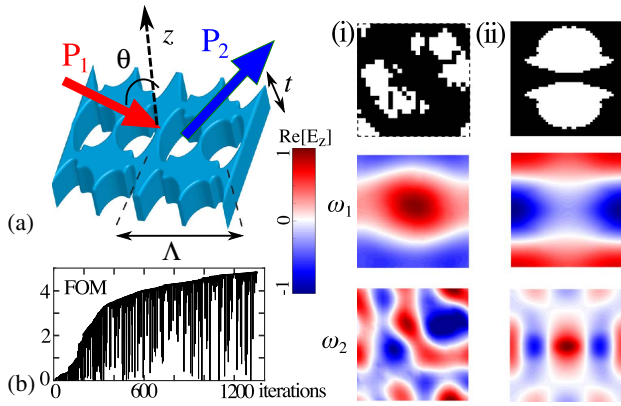 (i) (ii)
P1 θ z P2 t
Re[Ez]
1
0
-1
(a)
Λ
ω1
ω2
FOM
4
2
0
0 600 1200 iterations
(b)